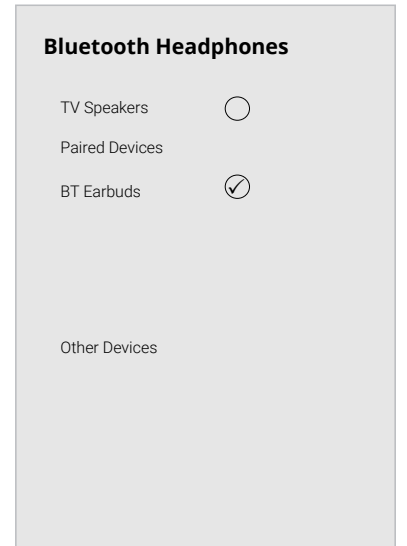 Bluetooth Headphones
TV Speakers
Paired Devices
BT Earbuds
Other Devices